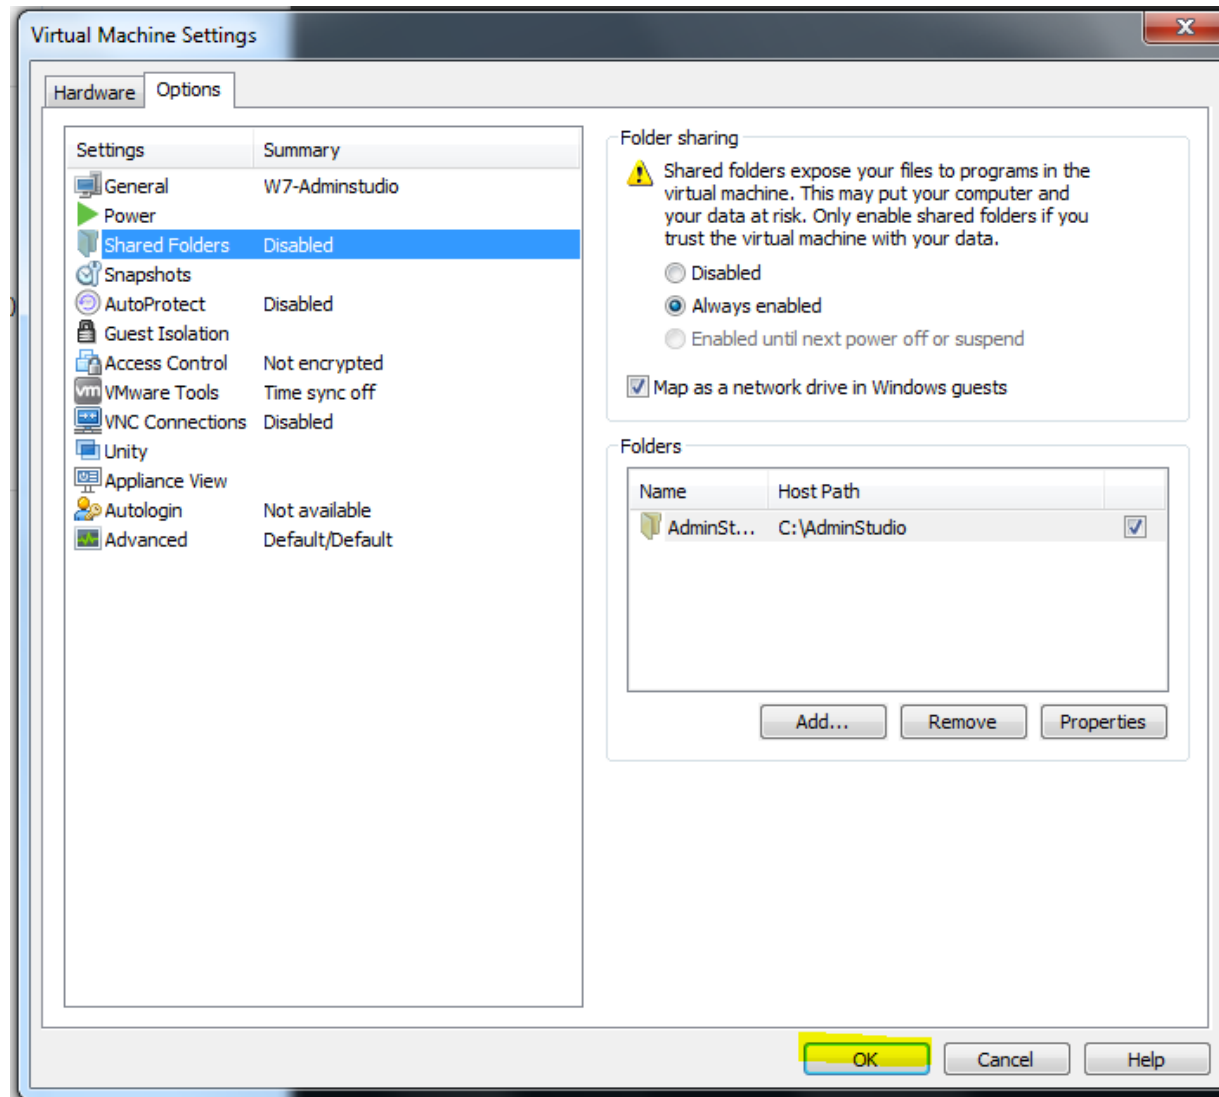 Virtual Machine Settings
Hardware
Options
Settings Summary
General W7-Adminstudio
Power
Shared Folders Disabled
Snapshots
AutoProtect Disabled
Guest Isolation
Access Control Not encrypted
vm VMware Tools Time sync off
VNC Connections Disabled
Unity
Appliance View
Autologin Not available
Advanced Default/Default
Folder sharing
Shared folders expose your files to programs in the
virtual machine. This may put your computer and
your data at risk. Only enable shared folders if you
trust the virtual machine with your data.
Disabled
Always enabled
Enabled until next power off or suspend
Map as a network drive in Windows guests
Folders
Name Host Path
AdminSt... C:\AdminStudio
Add... Remove Properties
OK Cancel Help